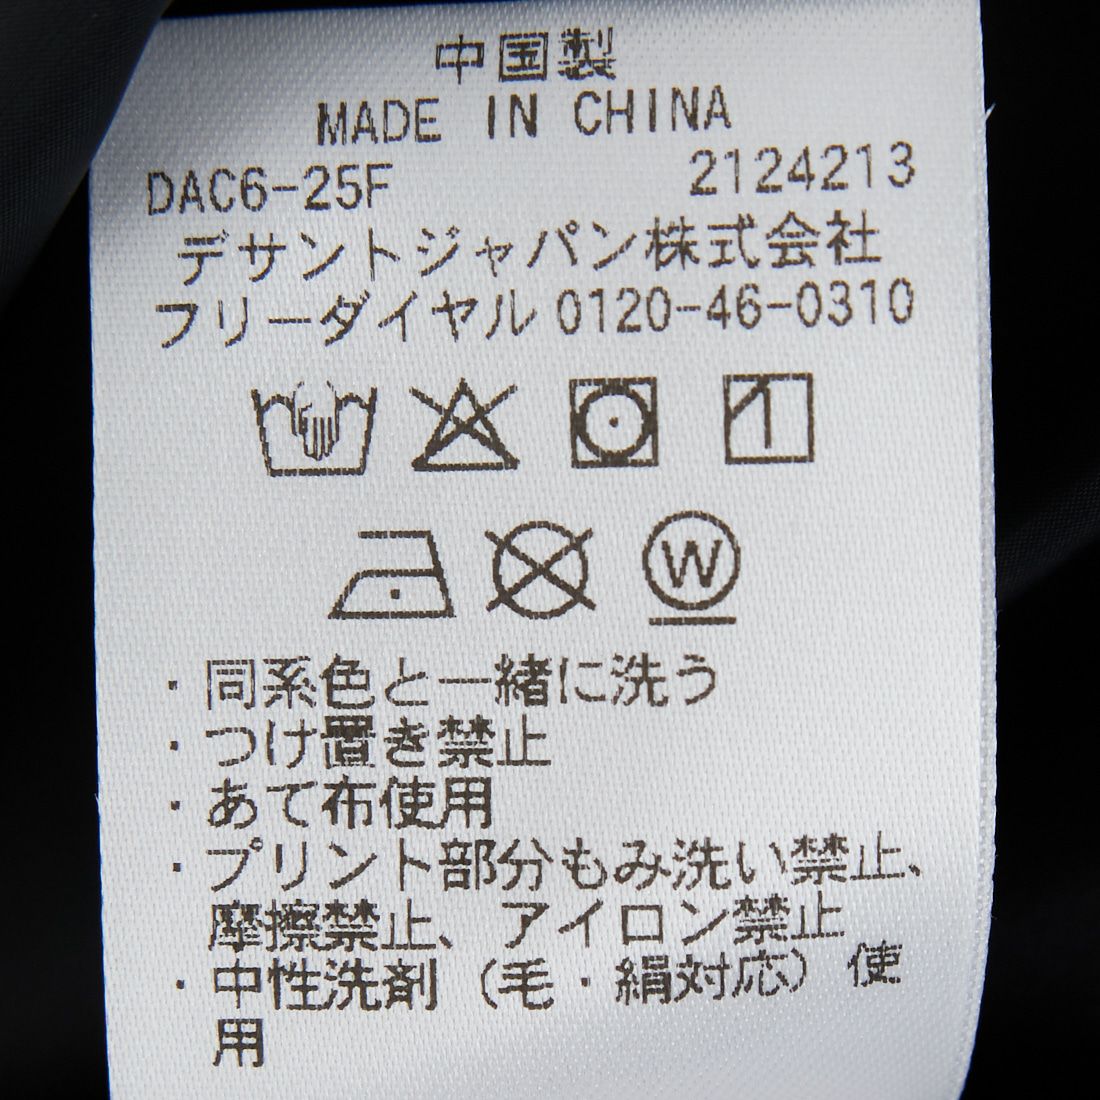 中国製
MADE IN CHINA
DAC6-25F 2124213
デサントジャパン株式会社
フリーダイヤル 0120-46-0310
W
・同系色と一緒に洗う
・つけ置き禁止
・あて布使用
・プリント部分もみ洗い禁止、
摩擦禁止、アイロン禁止
・中性洗剤（毛・絹対応）使
用